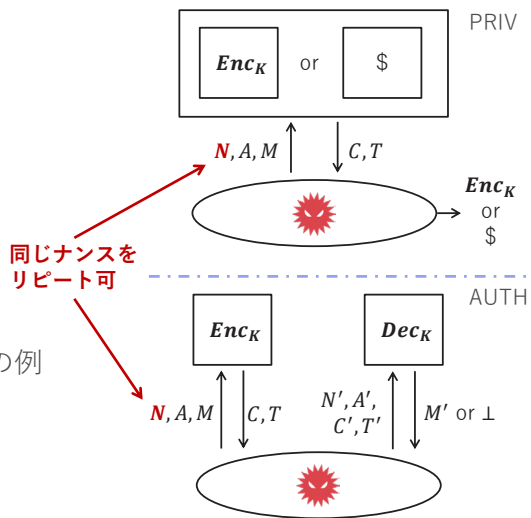 PRIV
Enc_K or $
N, A, M C, T
Enc_K
or
$
同じナンスを
リピート可
AUTH
Enc_K Dec_K
の例
N, A, M C, T N′, A′,
C′, T′ M′ or ⊥